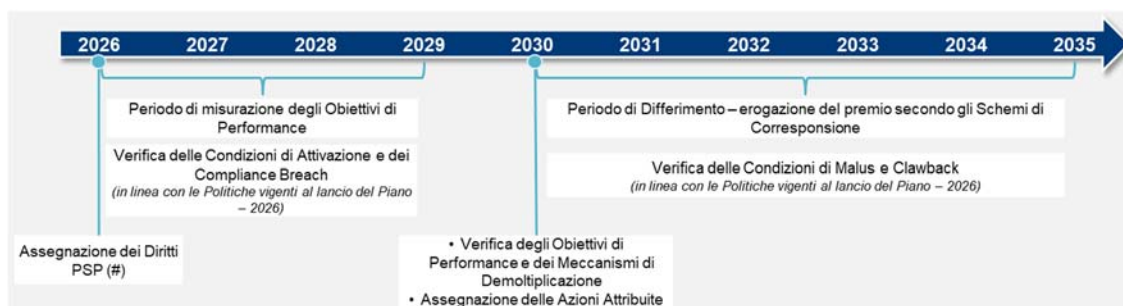 2026 2027 2028 2029 2030 2031 2032 2033 2034 2035
Periodo di misurazione degli Obiettivi di
Performance
Verifica delle Condizioni di Attivazione e dei
Compliance Breach
(in linea con le Politiche vigenti al lancio del Piano
– 2026)
Periodo di Differimento – erogazione del premio secondo gli Schemi di
Corresponsione
Verifica delle Condizioni di Malus e Clawback
(in linea con le Politiche vigenti al lancio del Piano – 2026)
Assegnazione dei Diritti
PSP (#)
• Verifica degli Obiettivi di
Performance e dei Meccanismi di
Demoltiplicazione
• Assegnazione delle Azioni Attribuite